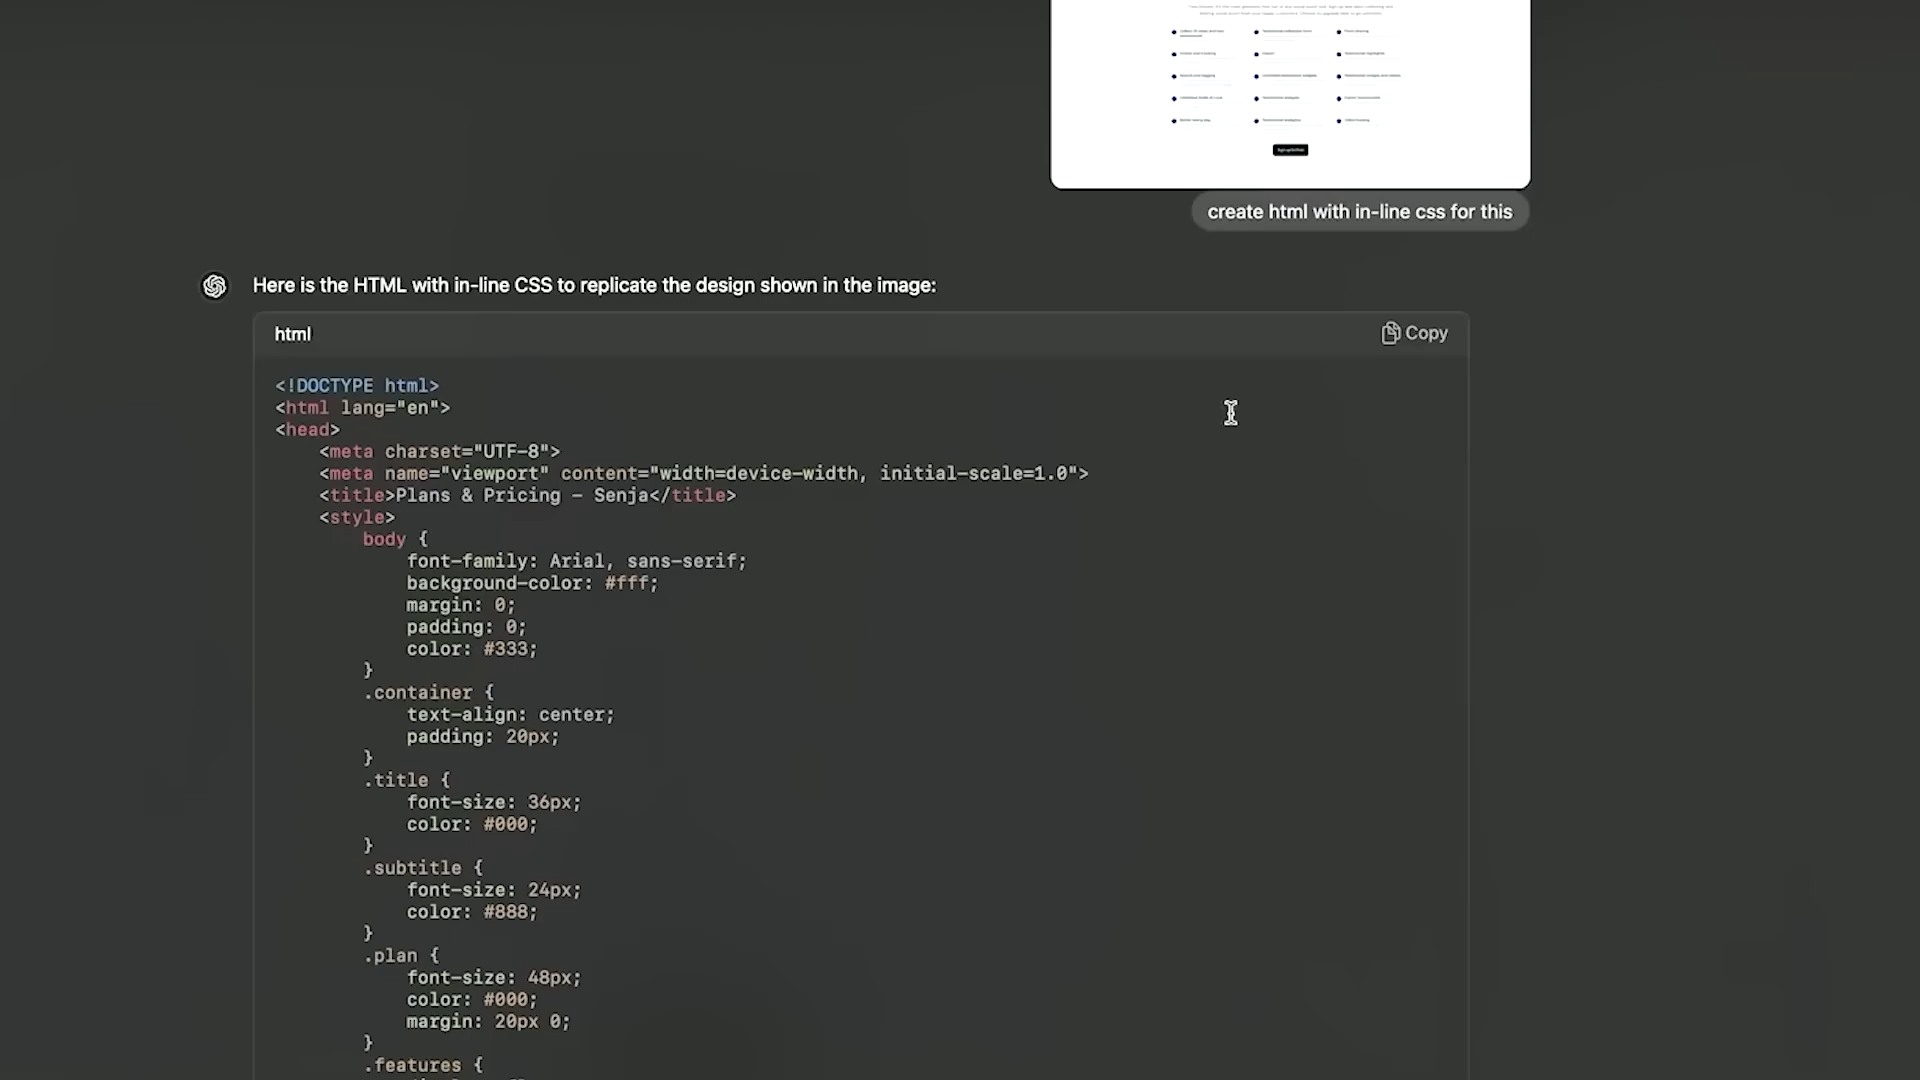 create html with in-line css for this
Here is the HTML with in-line CSS to replicate the design shown in the image:
html
Copy
<!DOCTYPE html>
<html lang="en">
<head>
    <meta charset="UTF-8">
    <meta name="viewport" content="width=device-width, initial-scale=1.0">
    <title>Plans & Pricing – Senja</title>
    <style>
        body {
            font-family: Arial, sans-serif;
            background-color: #fff;
            margin: 0;
            padding: 0;
            color: #333;
        }
        .container {
            text-align: center;
            padding: 20px;
        }
        .title {
            font-size: 36px;
            color: #000;
        }
        .subtitle {
            font-size: 24px;
            color: #888;
        }
        .plan {
            font-size: 48px;
            color: #000;
            margin: 20px 0;
        }
        .features {